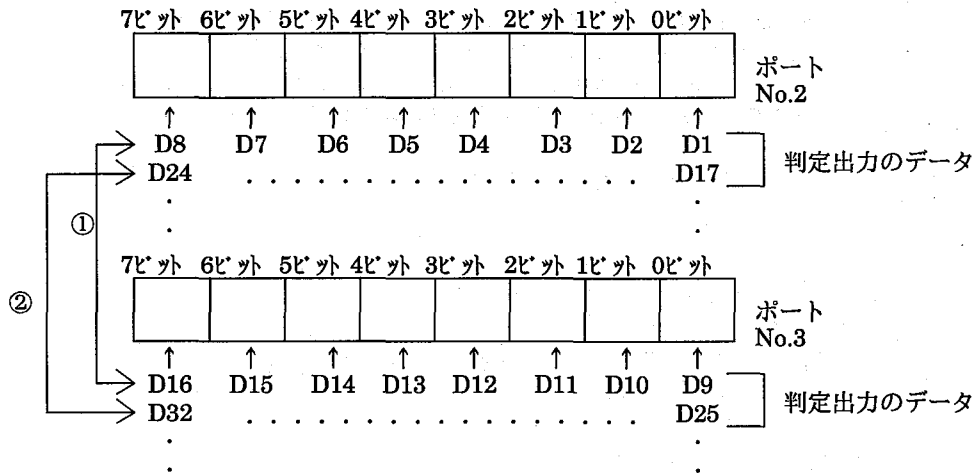 7ビット 6ビット 5ビット 4ビット 3ビット 2ビット 1ビット 0ビット
ポート
No.2
↑ ↑ ↑ ↑ ↑ ↑ ↑ ↑
D8 D7 D6 D5 D4 D3 D2 D1
判定出力のデータ
D24 . . . . . . . . . . . . . . . . . D17
①
7ビット 6ビット 5ビット 4ビット 3ビット 2ビット 1ビット 0ビット
②
ポート
No.3
↑ ↑ ↑ ↑ ↑ ↑ ↑ ↑
D16 D15 D14 D13 D12 D11 D10 D9
判定出力のデータ
D32 . . . . . . . . . . . . . . . . . D25